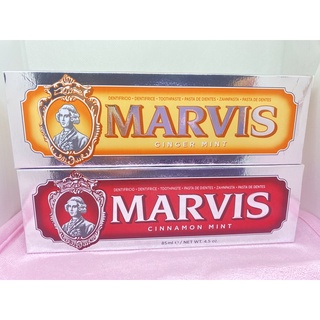 DENTIFRICIO • DENTIFRICE • TOOTHPASTE • PASTA DE DIENTES • ZAHNPASTA • PASTA DE DENTES
MARVIS
GINGER MINT
DENTIFRICIO • DENTIFRICE • TOOTHPASTE • PASTA DE DIENTES • ZAHNPASTA • PASTA DE DENTES
MARVIS
CINNAMON MINT
85 ml ℮ / NET WT. 4.5 oz